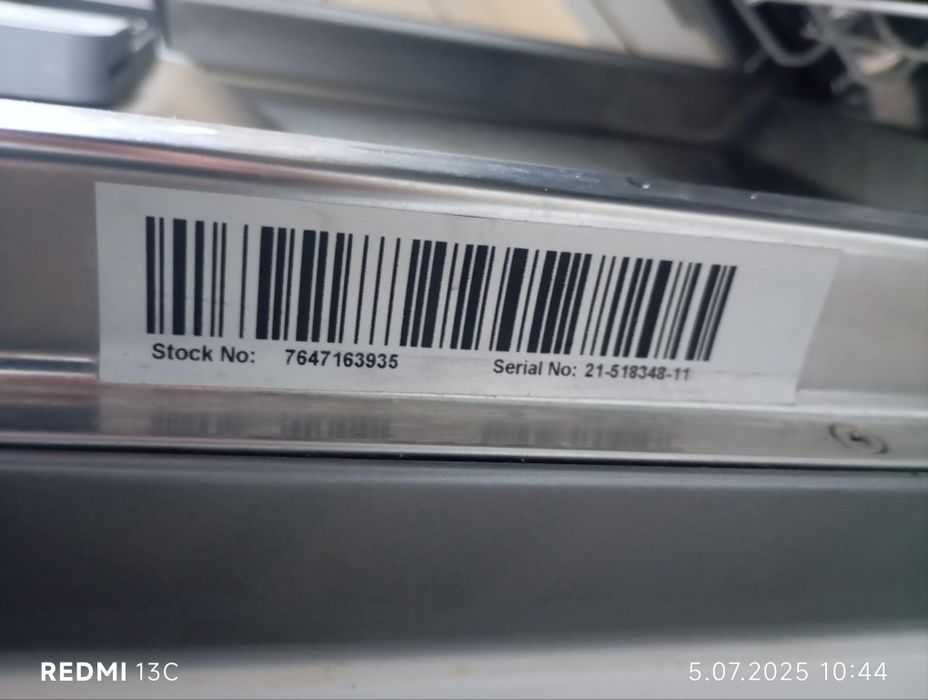 Stock No: 7647163935
Serial No: 21-518348-11
REDMI 13C
5.07.2025 10:44